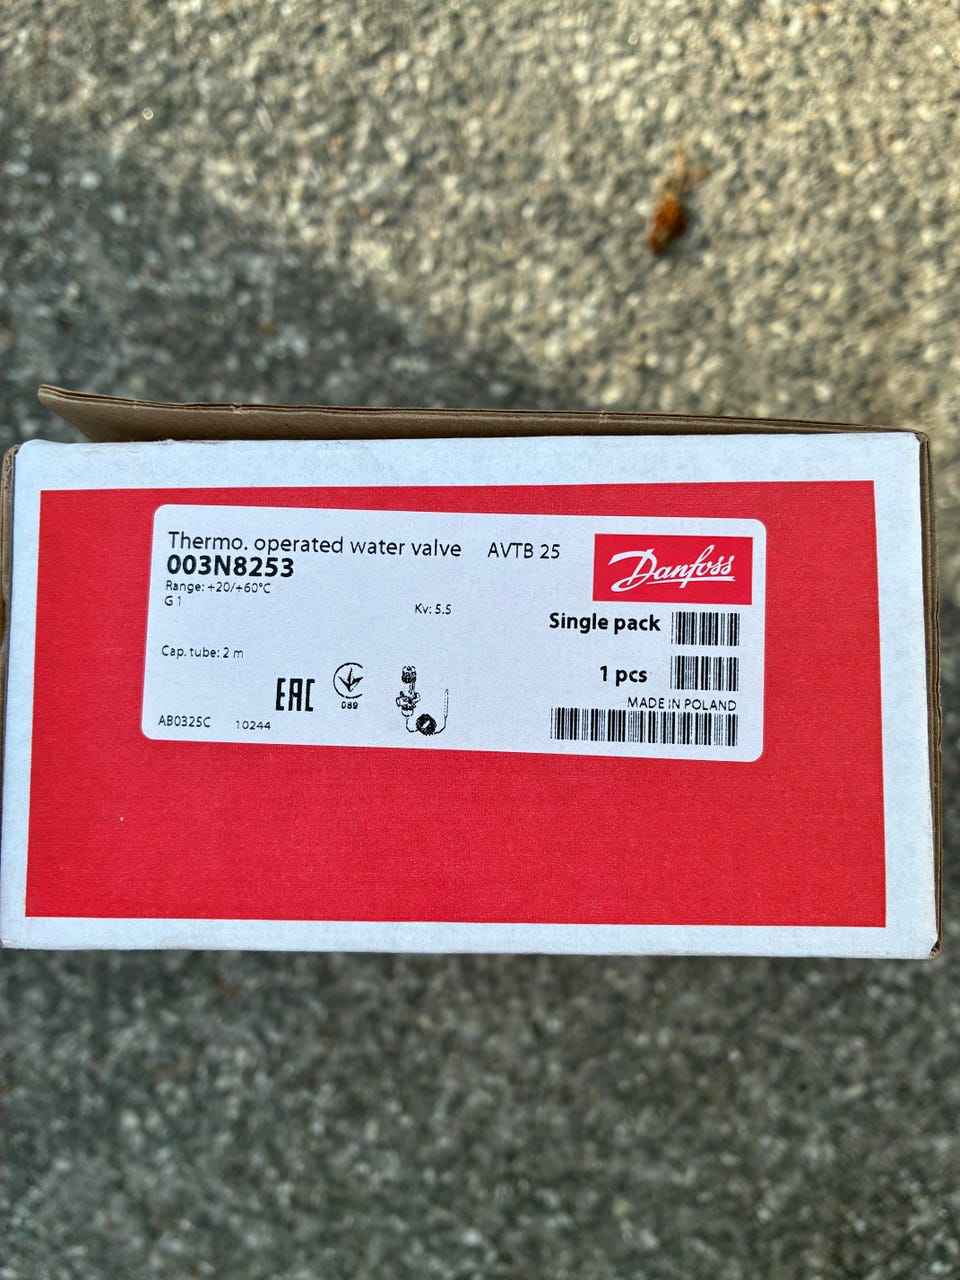 Thermo. operated water valve AVTB 25
003N8253
Range: +20/+60°C
G 1
Kv: 5.5
Danfoss
Single pack
1 pcs
Cap. tube: 2 m
EAC
089
MADE IN POLAND
AB0325C 10244